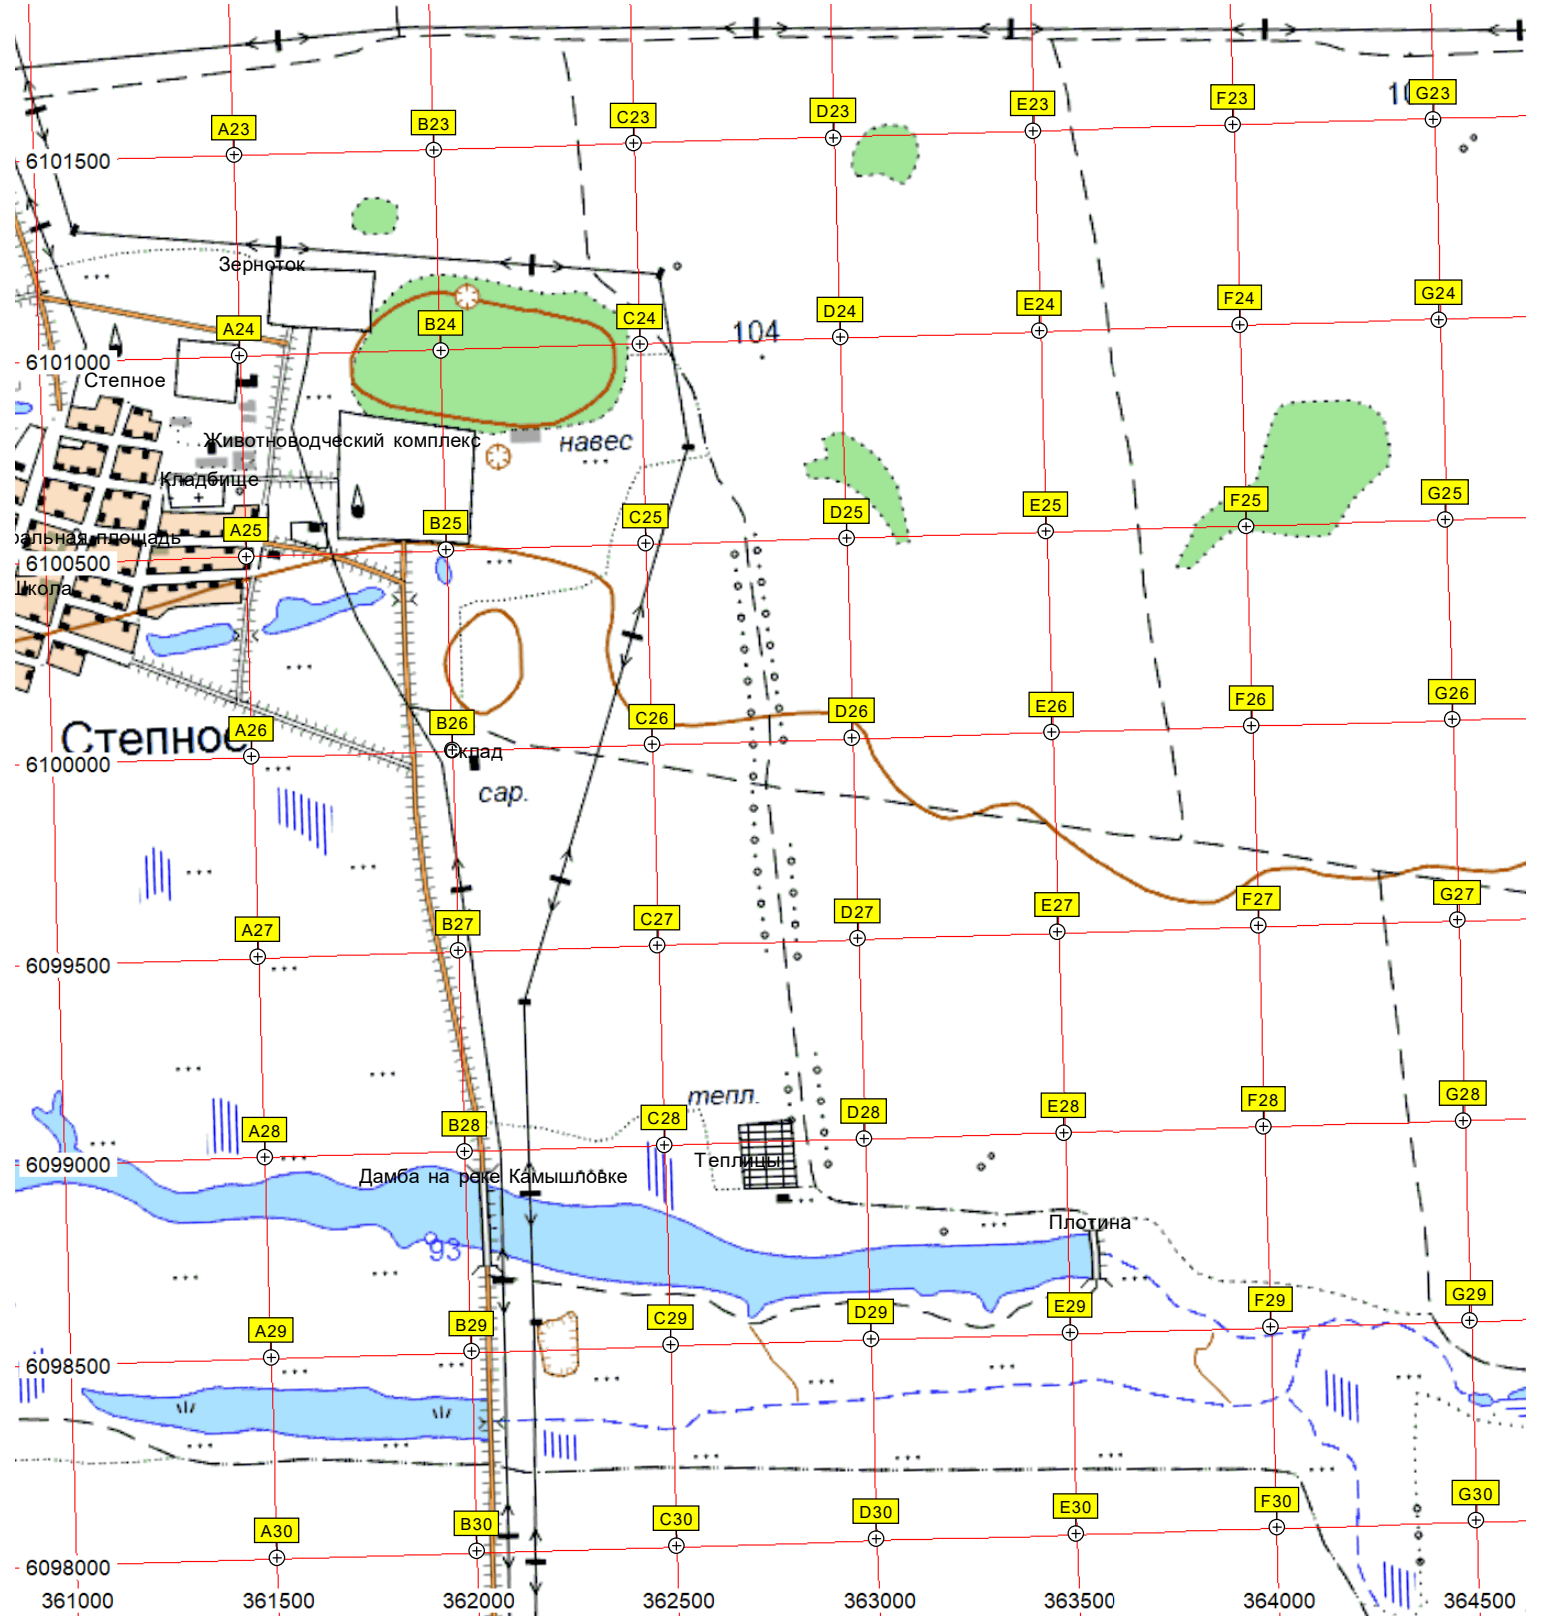 10
A23 B23 C23 D23 E23 F23 G23
6101500
Зерноток
A24 B24 C24 D24 E24 F24 G24
104
6101000
Степное
навес
Животноводческий комплекс
Кладбище
A25 B25 C25 D25 E25 F25 G25
ральная площадь
6100500
Школа
A26 B26 C26 D26 E26 F26 G26
Степное
Склад
6100000
сар.
A27 B27 C27 D27 E27 F27 G27
6099500
тепл.
A28 B28 C28 D28 E28 F28 G28
6099000
Теплицы
Дамба на реке Камышловке
Плотина
93
A29 B29 C29 D29 E29 F29 G29
6098500
A30 B30 C30 D30 E30 F30 G30
6098000
361000 361500 362000 362500 363000 363500 364000 364500